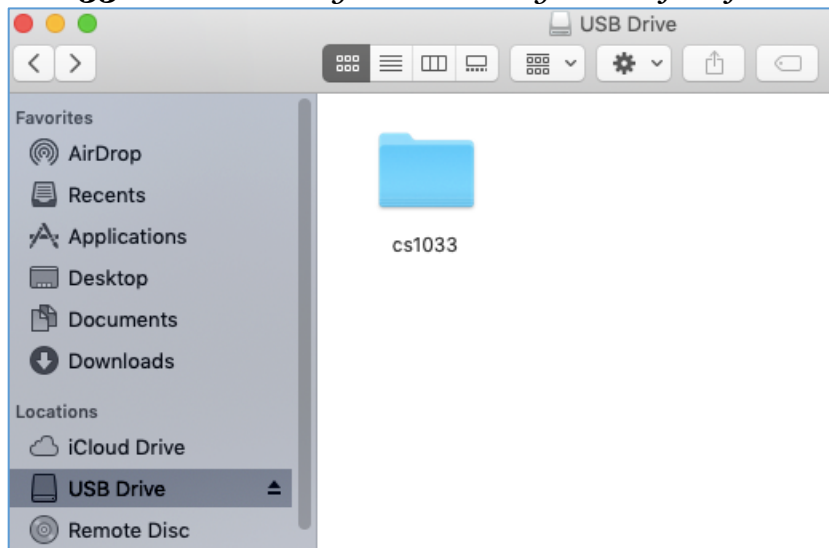 USB Drive
Favorites
AirDrop
Recents
Applications
Desktop
Documents
Downloads
Locations
iCloud Drive
USB Drive
Remote Disc
cs1033